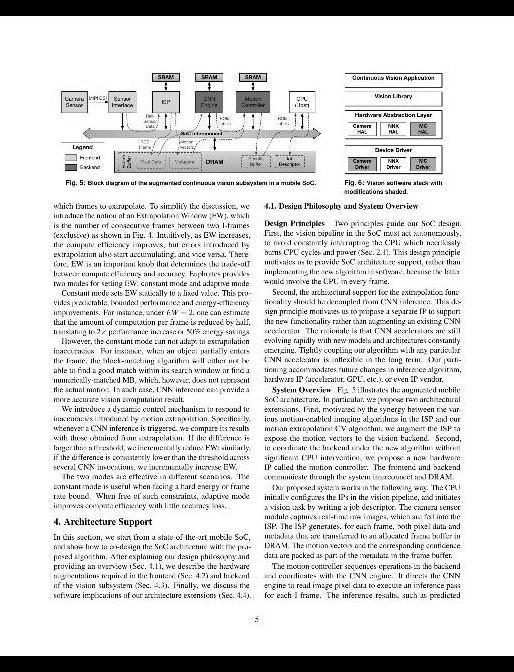 SRAM SRAM SRAM
Camera Sensor
MIPI CSI
Sensor Interface
ISP
CNN Engine
Motion Controller
CPU (Host)
SoC Interconnect
Legend
Frontend
Backend
Pixel Data
Metadata
DRAM
Results Buffer
Job Descriptor
Fig. 5: Block diagram of the augmented continuous vision subsystem in a mobile SoC.
Continuous Vision Application
Vision Library
Hardware Abstraction Layer
Camera HAL
NNX HAL
MC HAL
Device Driver
Camera Driver
NNX Driver
MC Driver
Fig. 6: Vision software stack with
modifications shaded.
which frames to extrapolate. To simplify the discussion, we
introduce the notion of an Extrapolation Window (EW), which
is the number of consecutive frames between two I-frames
(exclusive) as shown in Fig. 4. Intuitively, as EW increases,
the compute efficiency improves, but errors introduced by
extrapolation also start accumulating, and vice versa. There-
fore, EW is an important knob that determines the trade-off
between compute efficiency and accuracy. Euphrates provides
two modes for setting EW: constant mode and adaptive mode.
Constant mode sets EW statically to a fixed value. This pro-
vides predictable, bounded performance and energy-efficiency
improvements. For instance, under EW = 2, one can estimate
that the amount of computation per frame is reduced by half,
translating to 2× performance increase or 50% energy savings.
However, the constant mode can not adapt to extrapolation
inaccuracies. For instance, when an object partially enters
the frame, the block-matching algorithm will either not be
able to find a good match within its search window or find a
numerically-matched MB, which, however, does not represent
the actual motion. In such case, CNN inference can provide a
more accurate vision computation result.
We introduce a dynamic control mechanism to respond to
inaccuracies introduced by motion extrapolation. Specifically,
whenever a CNN inference is triggered, we compare its results
with those obtained from extrapolation. If the difference is
larger than a threshold, we incrementally reduce EW; similarly,
if the difference is consistently lower than the threshold across
several CNN invocations, we incrementally increase EW.
The two modes are effective in different scenarios. The
constant mode is useful when facing a hard energy or frame
rate bound. When free of such constraints, adaptive mode
improves compute efficiency with little accuracy loss.
4. Architecture Support
In this section, we start from a state-of-the-art mobile SoC,
and show how to co-design the SoC architecture with the pro-
posed algorithm. After explaining our design philosophy and
providing an overview (Sec. 4.1), we describe the hardware
augmentations required in the frontend (Sec. 4.2) and backend
of the vision subsystem (Sec. 4.3). Finally, we discuss the
software implications of our architecture extensions (Sec. 4.4).
4.1. Design Philosophy and System Overview
Design Principles Two principles guide our SoC design.
First, the vision pipeline in the SoC must act autonomously,
to avoid constantly interrupting the CPU which needlessly
burns CPU cycles and power (Sec. 2.1). This design principle
motivates us to provide SoC architecture support, rather than
implementing the new algorithm in software, because the latter
would involve the CPU in every frame.
Second, the architectural support for the extrapolation func-
tionality should be decoupled from CNN inference. This de-
sign principle motivates us to propose a separate IP to support
the new functionality rather than augmenting an existing CNN
accelerator. The rationale is that CNN accelerators are still
evolving rapidly with new models and architectures constantly
emerging. Tightly coupling our algorithm with any particular
CNN accelerator is inflexible in the long term. Our parti-
tioning accommodates future changes in inference algorithm,
hardware IP (accelerator, GPU, etc.), or even IP vendor.
System Overview Fig. 5 illustrates the augmented mobile
SoC architecture. In particular, we propose two architectural
extensions. First, motivated by the synergy between the var-
ious motion-enabled imaging algorithms in the ISP and our
motion extrapolation CV algorithm, we augment the ISP to
expose the motion vectors to the vision backend. Second,
to coordinate the backend under the new algorithm without
significant CPU intervention, we propose a new hardware
IP called the motion controller. The frontend and backend
communicate through the system interconnect and DRAM.
Our proposed system works in the following way. The CPU
initially configures the IPs in the vision pipeline, and initiates
a vision task by writing a job descriptor. The camera sensor
module captures real-time raw images, which are fed into the
ISP. The ISP generates, for each frame, both pixel data and
metadata that are transferred to an allocated frame buffer in
DRAM. The motion vectors and the corresponding confidence
data are packed as part of the metadata in the frame buffer.
The motion controller sequences operations in the backend
and coordinates with the CNN engine. It directs the CNN
engine to read image pixel data to execute an inference pass
for each I frame. The inference results, such as predicted
5